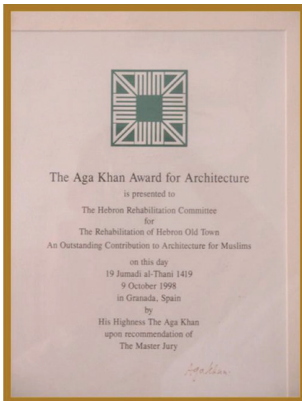 The Aga Khan Award for Architecture
is presented to
The Hebron Rehabilitation Committee
for
The Rehabilitation of Hebron Old Town
An Outstanding Contribution to Architecture for Muslims
on this day
19 Jumadi al-Thani 1419
9 October 1998
in Granada, Spain
by
His Highness The Aga Khan
upon recommendation of
The Master Jury
Aga Khan